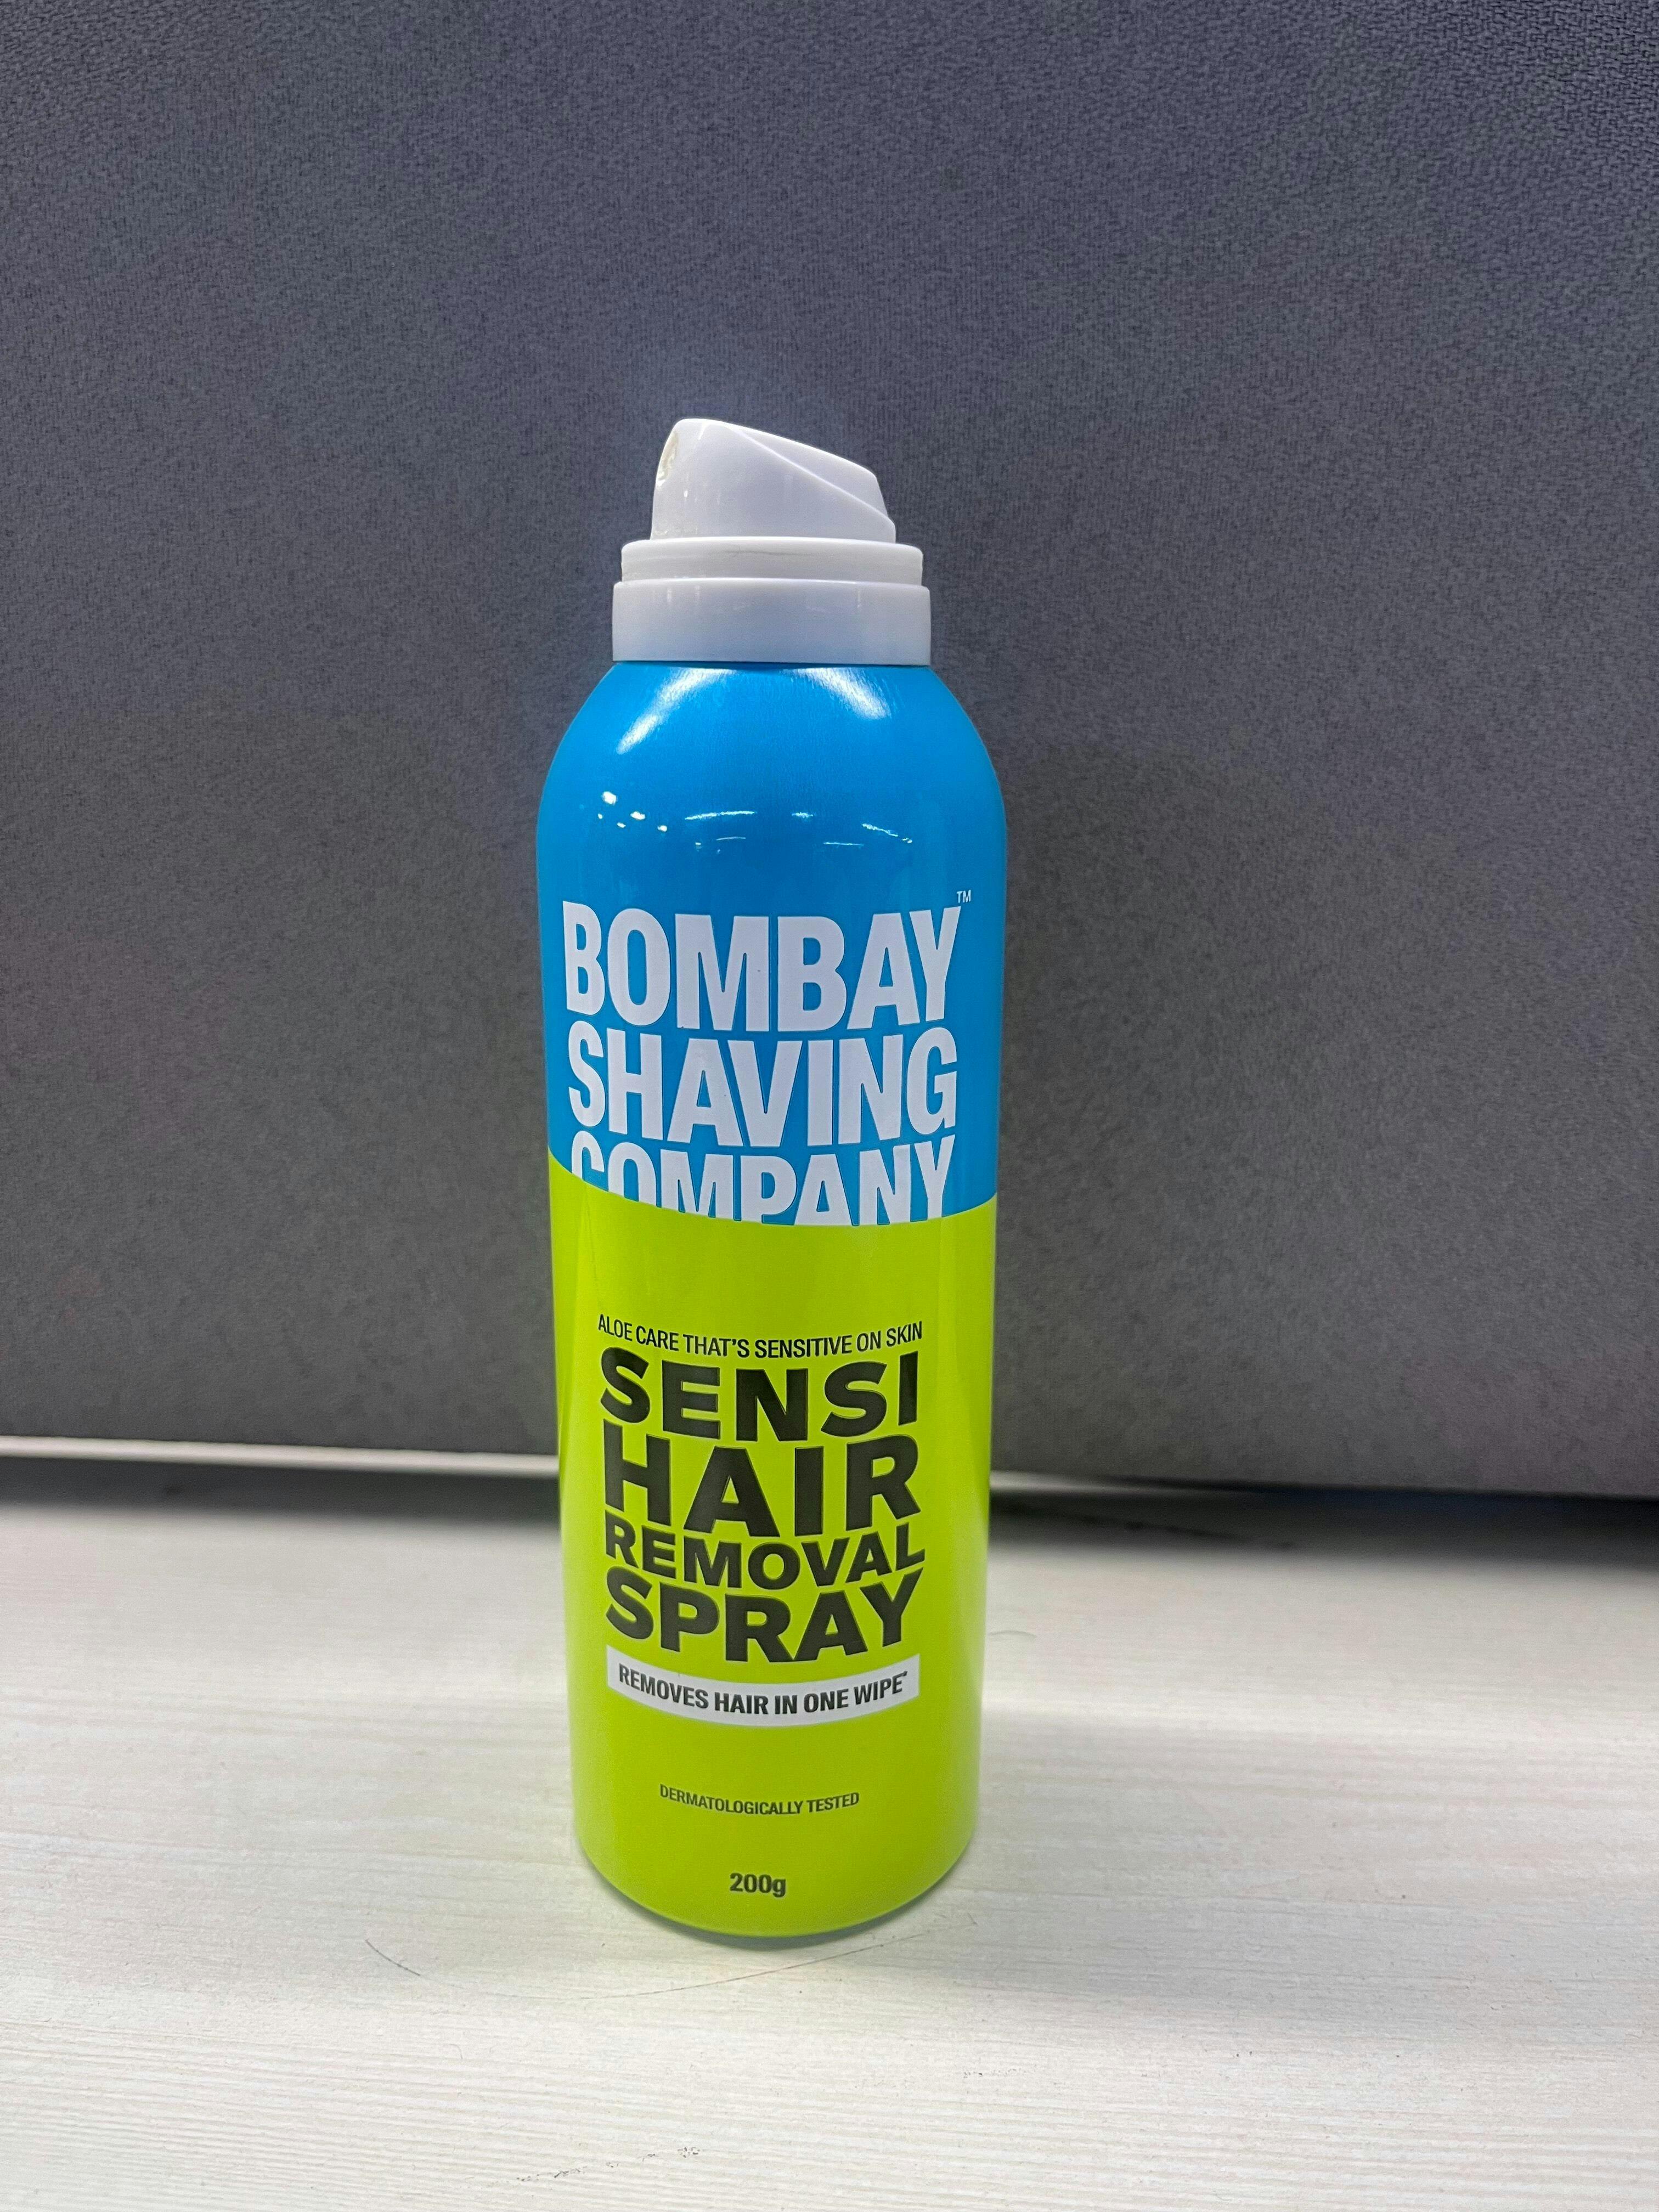 BOMBAY™
SHAVING
COMPANY
ALOE CARE THAT'S SENSITIVE ON SKIN
SENSI
HAIR
REMOVAL
SPRAY
REMOVES HAIR IN ONE WIPE*
DERMATOLOGICALLY TESTED
200g